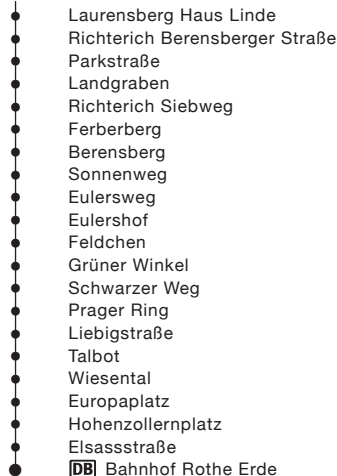 Laurensberg Haus Linde
Richterich Berensberger Straße
Parkstraße
Landgraben
Richterich Siebweg
Ferberberg
Berensberg
Sonnenweg
Eulersweg
Eulershof
Feldchen
Grüner Winkel
Schwarzer Weg
Prager Ring
Liebigstraße
Talbot
Wiesental
Europaplatz
Hohenzollernplatz
Elsassstraße
DB Bahnhof Rothe Erde